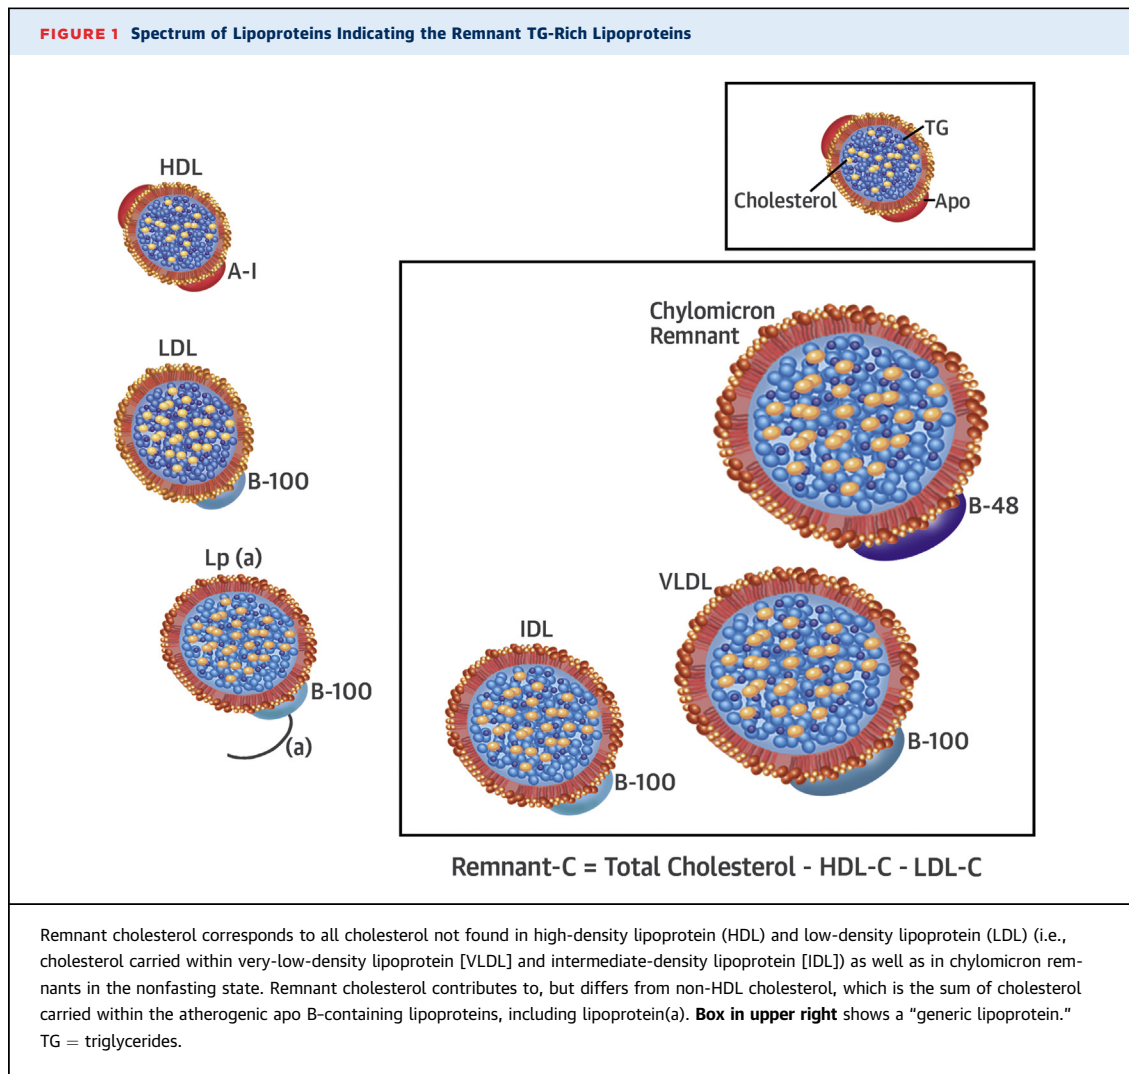 FIGURE 1 Spectrum of Lipoproteins Indicating the Remnant TG-Rich Lipoproteins
TG
Cholesterol
Apo
HDL
A-I
LDL
B-100
Lp (a)
B-100
(a)
Chylomicron
Remnant
B-48
VLDL
B-100
IDL
B-100
Remnant-C = Total Cholesterol - HDL-C - LDL-C
Remnant cholesterol corresponds to all cholesterol not found in high-density lipoprotein (HDL) and low-density lipoprotein (LDL) (i.e.,
cholesterol carried within very-low-density lipoprotein [VLDL] and intermediate-density lipoprotein [IDL]) as well as in chylomicron rem-
nants in the nonfasting state. Remnant cholesterol contributes to, but differs from non-HDL cholesterol, which is the sum of cholesterol
carried within the atherogenic apo B–containing lipoproteins, including lipoprotein(a). Box in upper right shows a “generic lipoprotein.”
TG = triglycerides.